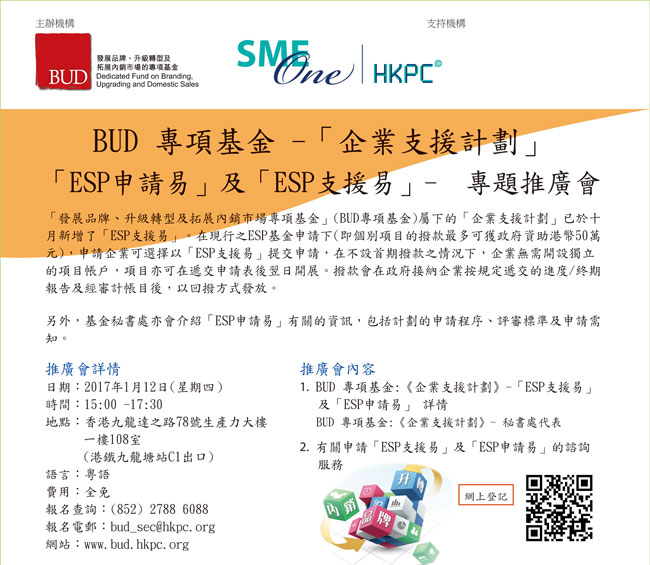 主辦機構
支持機構
BUD
發展品牌、升級轉型及
拓展內銷市場的專項基金
Dedicated Fund on Branding,
Upgrading and Domestic Sales
SME
One
HKPC
BUD 專項基金 -「企業支援計劃」
「ESP申請易」及「ESP支援易」- 專題推廣會
「發展品牌、升級轉型及拓展內銷市場專項基金」(BUD專項基金)屬下的「企業支援計劃」已於十
月新增了「ESP支援易」。在現行之ESP基金申請下(即個別項目的撥款最多可獲政府資助港幣50萬
元)，申請企業可選擇以「ESP支援易」提交申請，在不設首期撥款之情況下，企業無需開設獨立
的項目帳戶，項目亦可在遞交申請表後翌日開展。撥款會在政府接納企業按規定遞交的進度/終期
報告及經審計帳目後，以回撥方式發放。
另外，基金秘書處亦會介紹「ESP申請易」有關的資訊，包括計劃的申請程序、評審標準及申請需
知。
推廣會詳情
日期：2017年1月12日(星期四)
時間：15:00 -17:30
地點：香港九龍達之路78號生產力大樓
一樓108室
(港鐵九龍塘站C1出口)
語言：粵語
費用：全免
報名查詢：(852) 2788 6088
報名電郵：bud_sec@hkpc.org
網站：www.bud.hkpc.org
推廣會內容
1. BUD 專項基金:《企業支援計劃》-「ESP支援易」
及「ESP申請易」 詳情
BUD 專項基金:《企業支援計劃》- 秘書處代表
2. 有關申請「ESP支援易」及「ESP申請易」的諮詢
服務
升
轉
內銷
品牌
網上登記